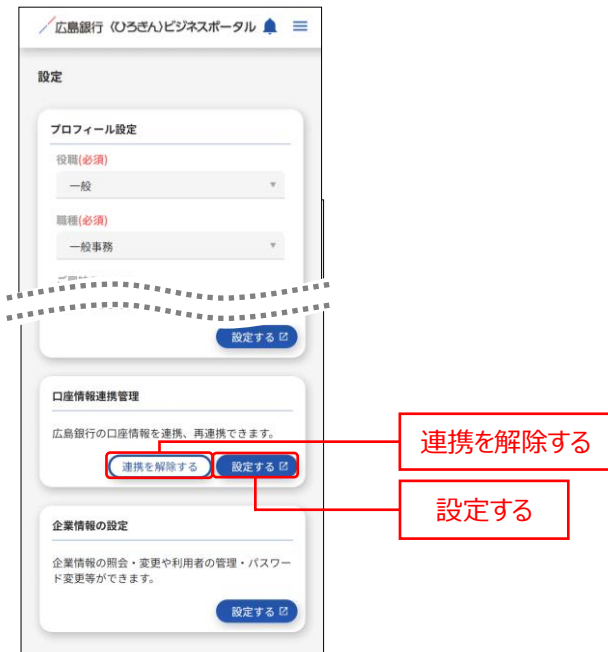 広島銀行〈ひろぎん〉ビジネスポータル
設定
プロフィール設定
役職(必須)
一般
職種(必須)
一般事務
設定する
口座情報連携管理
広島銀行の口座情報を連携、再連携できます。
連携を解除する 設定する
連携を解除する
設定する
企業情報の設定
企業情報の照会・変更や利用者の管理・パスワー
ド変更等ができます。
設定する